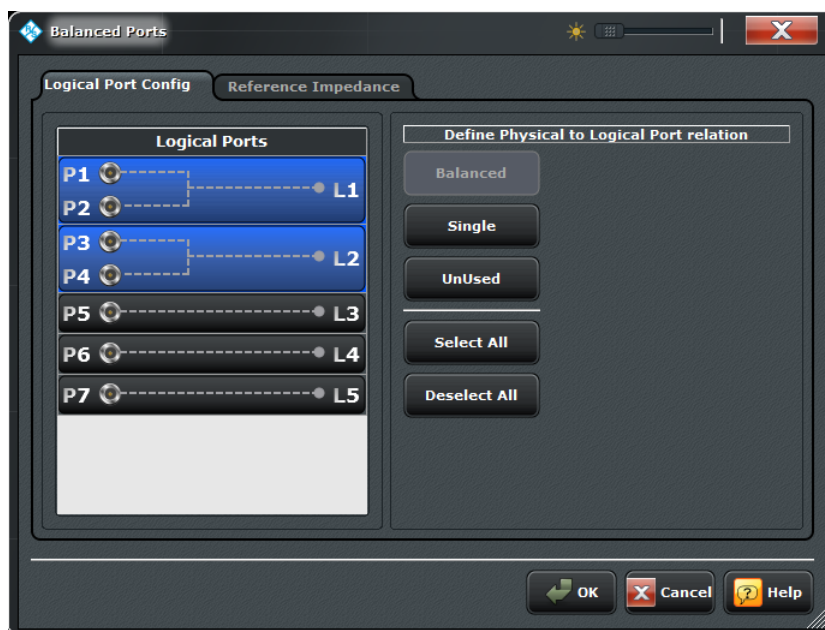 Balanced Ports
X
Logical Port Config
Reference Impedance
Logical Ports
P1
P2
L1
P3
P4
L2
P5 L3
P6 L4
P7 L5
Define Physical to Logical Port relation
Balanced
Single
UnUsed
Select All
Deselect All
OK
X Cancel
? Help